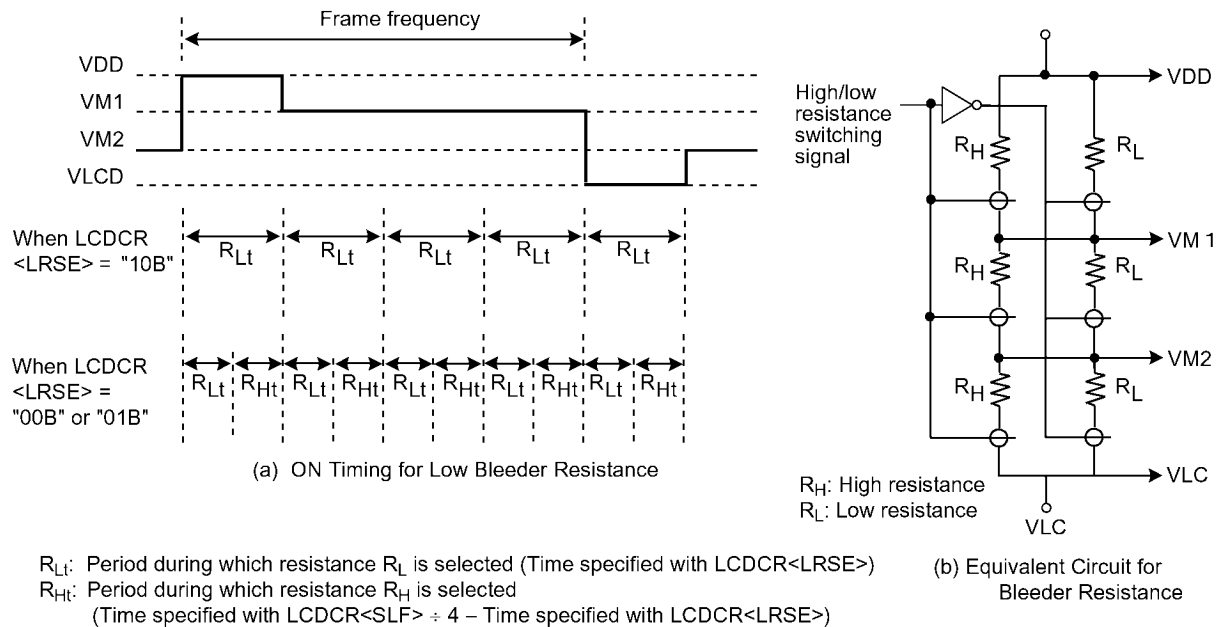 Frame frequency
VDD
VM1
VM2
VLCD
When LCDCR
<LRSE> = "10B"
RLt RLt RLt RLt RLt
When LCDCR
<LRSE> =
"00B" or "01B"
RLt RHt RLt RHt RLt RHt RLt RHt RLt RHt
(a) ON Timing for Low Bleeder Resistance
High/low
resistance
switching
signal
VDD
RH RL
VM 1
RH RL
VM2
RH RL
VLC
RH: High resistance
RL: Low resistance
VLC
(b) Equivalent Circuit for
Bleeder Resistance
RLt: Period during which resistance RL is selected (Time specified with LCDCR<LRSE>)
RHt: Period during which resistance RH is selected
(Time specified with LCDCR<SLF> ÷ 4 – Time specified with LCDCR<LRSE>)